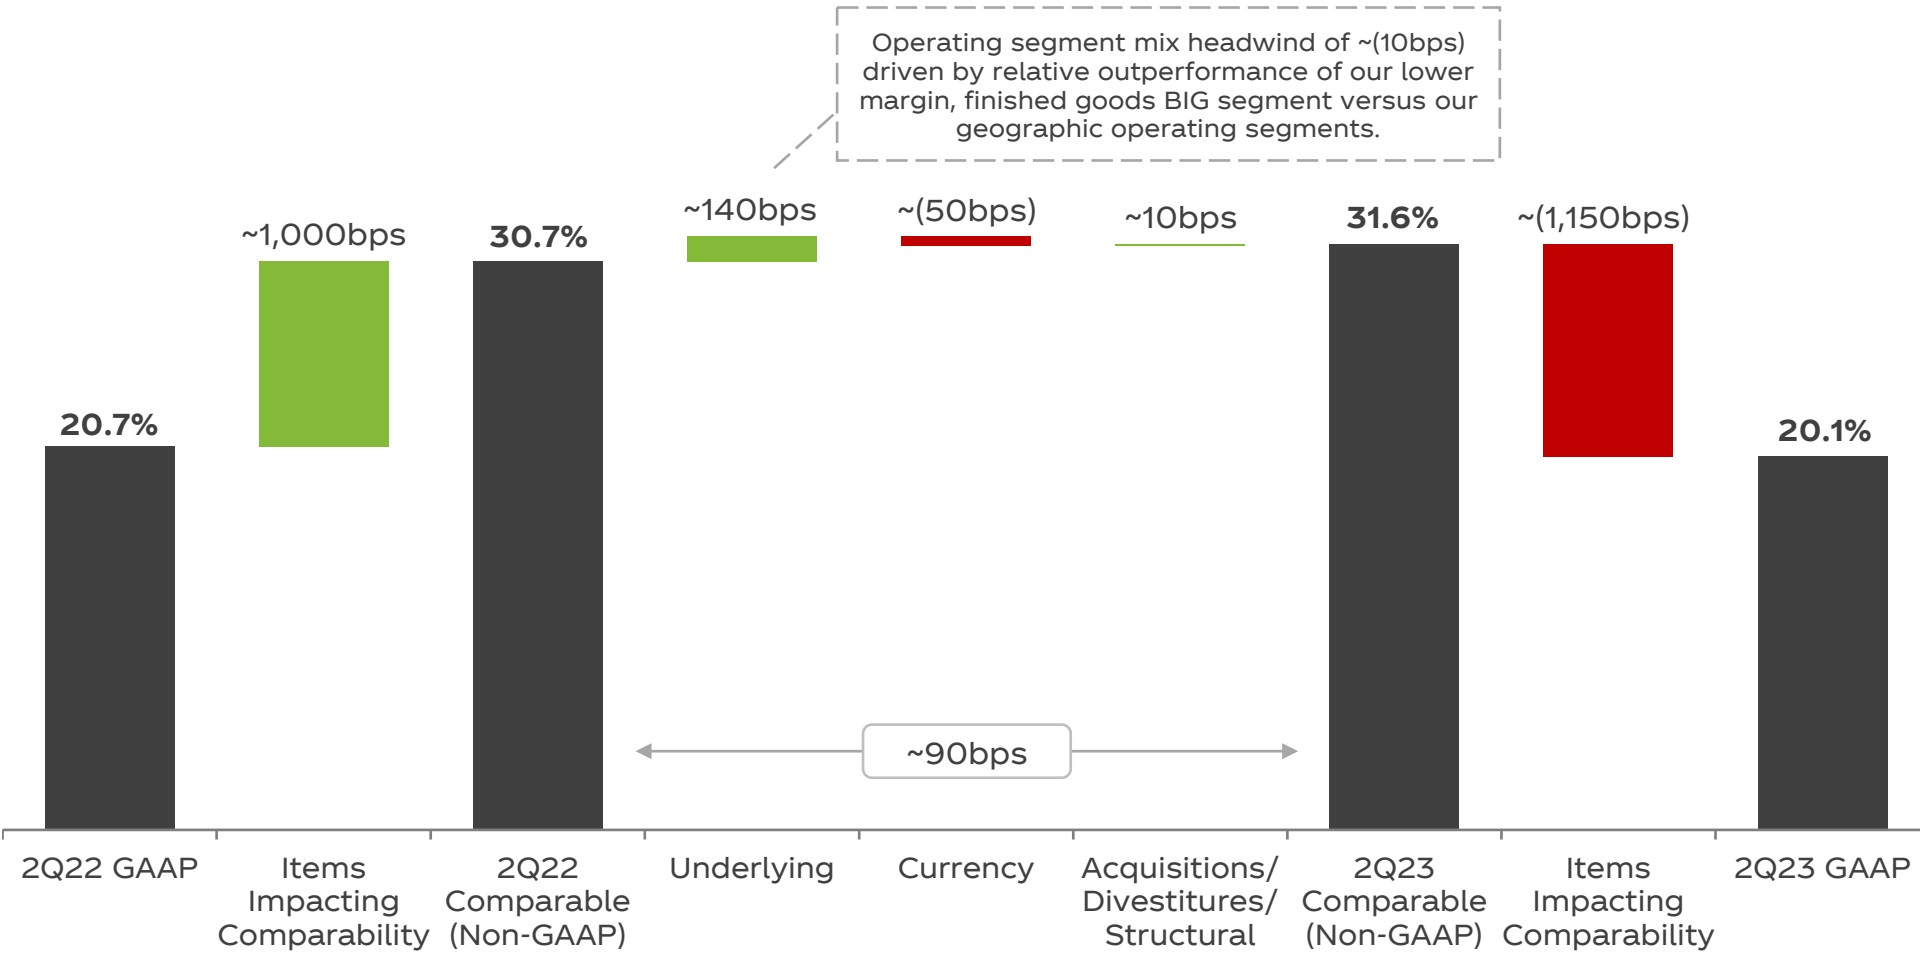 Operating segment mix headwind of ~(10bps)
driven by relative outperformance of our lower
margin, finished goods BIG segment versus our
geographic operating segments.
20.7%
~1,000bps
30.7%
~140bps
~(50bps)
~10bps
31.6%
~(1,150bps)
20.1%
~90bps
2Q22 GAAP
Items
Impacting
Comparability
2Q22
Comparable
(Non-GAAP)
Underlying
Currency
Acquisitions/
Divestitures/
Structural
2Q23
Comparable
(Non-GAAP)
Items
Impacting
Comparability
2Q23 GAAP